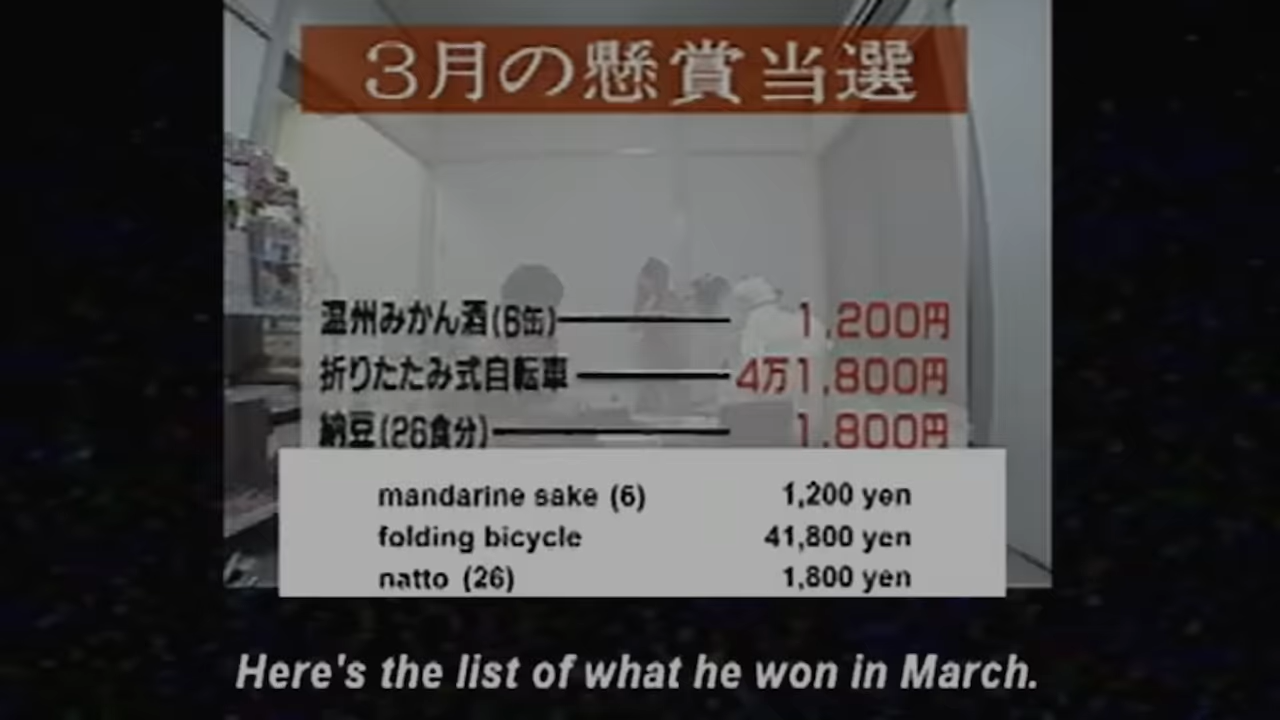 3月の懸賞当選
温州みかん酒(6缶) 1,200円
折りたたみ式自転車 4万1,800円
納豆(26食分) 1,800円
mandarine sake (6) 1,200 yen
folding bicycle 41,800 yen
natto (26) 1,800 yen
Here's the list of what he won in March.